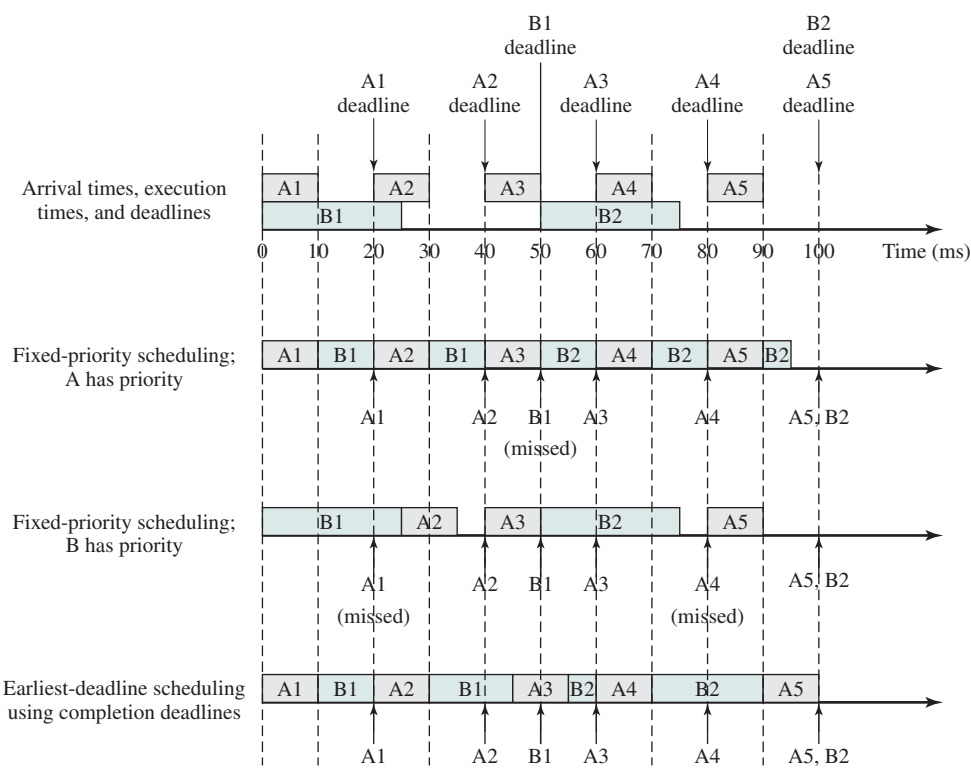 B1
deadline
B2
deadline
A1
deadline
A2
deadline
A3
deadline
A4
deadline
A5
deadline
Arrival times, execution
times, and deadlines
A1 A2 A3 A4 A5
B1 B2
0 10 20 30 40 50 60 70 80 90 100 Time (ms)
Fixed-priority scheduling;
A has priority
A1 B1 A2 B1 A3 B2 A4 B2 A5 B2
A1 A2 B1 A3 A4 A5, B2
(missed)
Fixed-priority scheduling;
B has priority
B1 A2 A3 B2 A5
A1 A2 B1 A3 A4 A5, B2
(missed) (missed)
Earliest-deadline scheduling
using completion deadlines
A1 B1 A2 B1 A3 B2 A4 B2 A5
A1 A2 B1 A3 A4 A5, B2